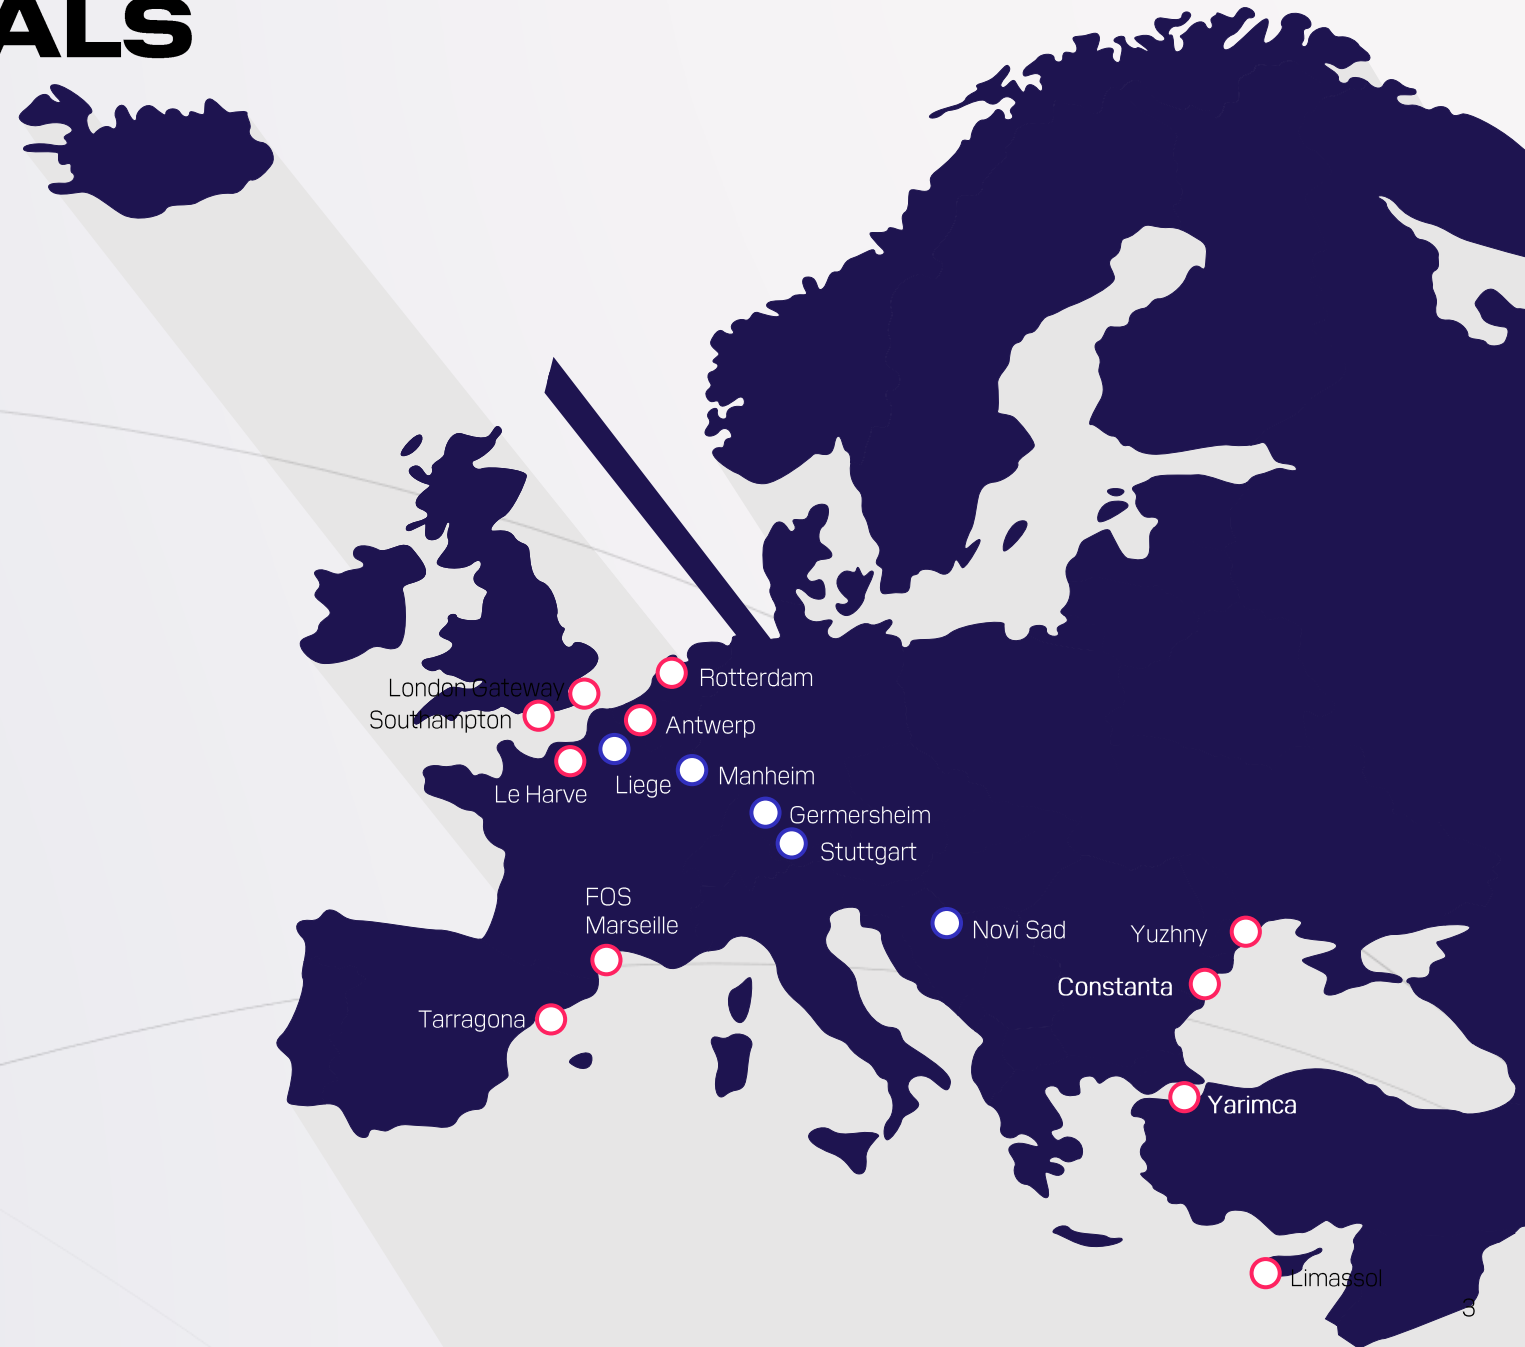 ALS
Rotterdam
London Gateway
Southampton
Antwerp
Liege
Manheim
Le Harve
Germersheim
Stuttgart
FOS
Marseille
Novi Sad
Yuzhny
Constanta
Tarragona
Yarimca
Limassol
3